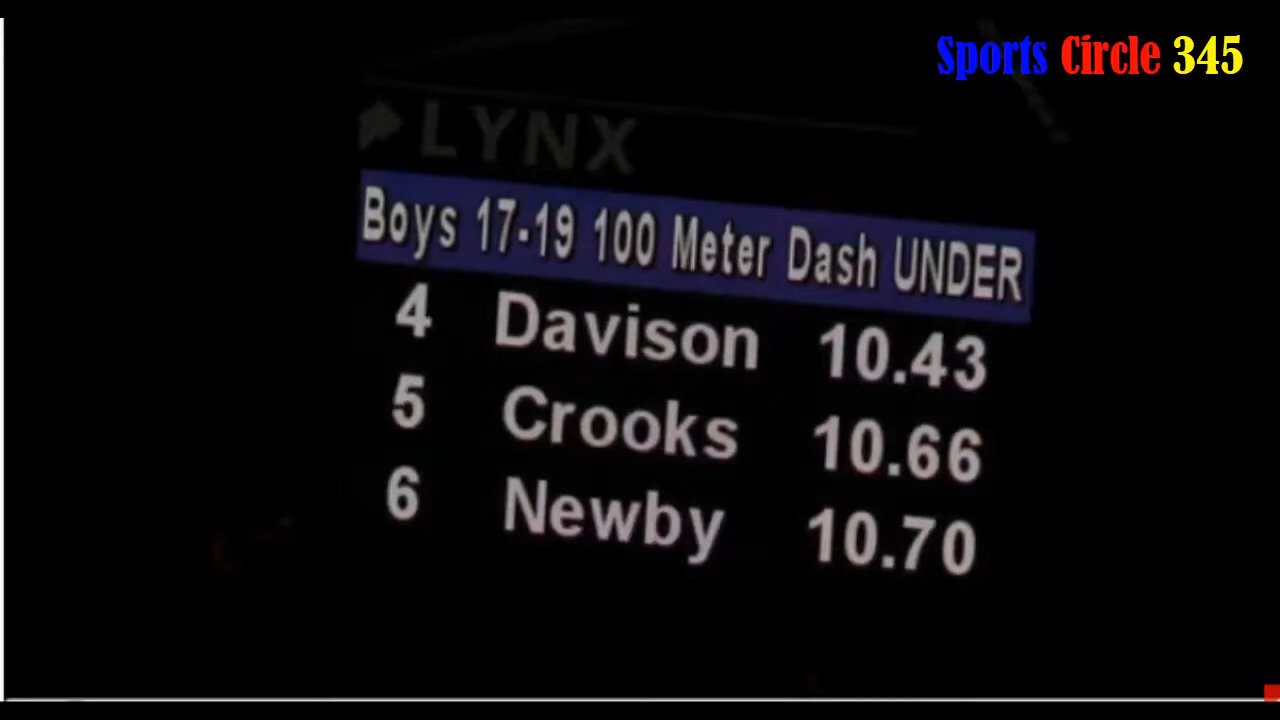 Sports Circle 345
LYNX
Boys 17-19 100 Meter Dash UNDER
4 Davison 10.43
5 Crooks 10.66
6 Newby 10.70